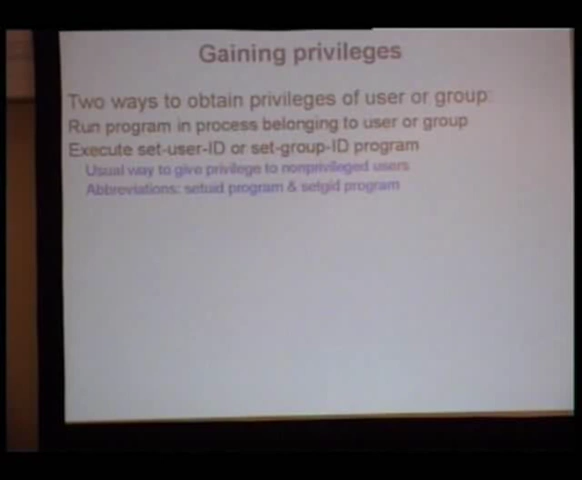 Gaining privileges
Two ways to obtain privileges of user or group:
Run program in process belonging to user or group
Execute set-user-ID or set-group-ID program
Usual way to give privilege to nonprivileged users
Abbreviations: setuid program & setgid program